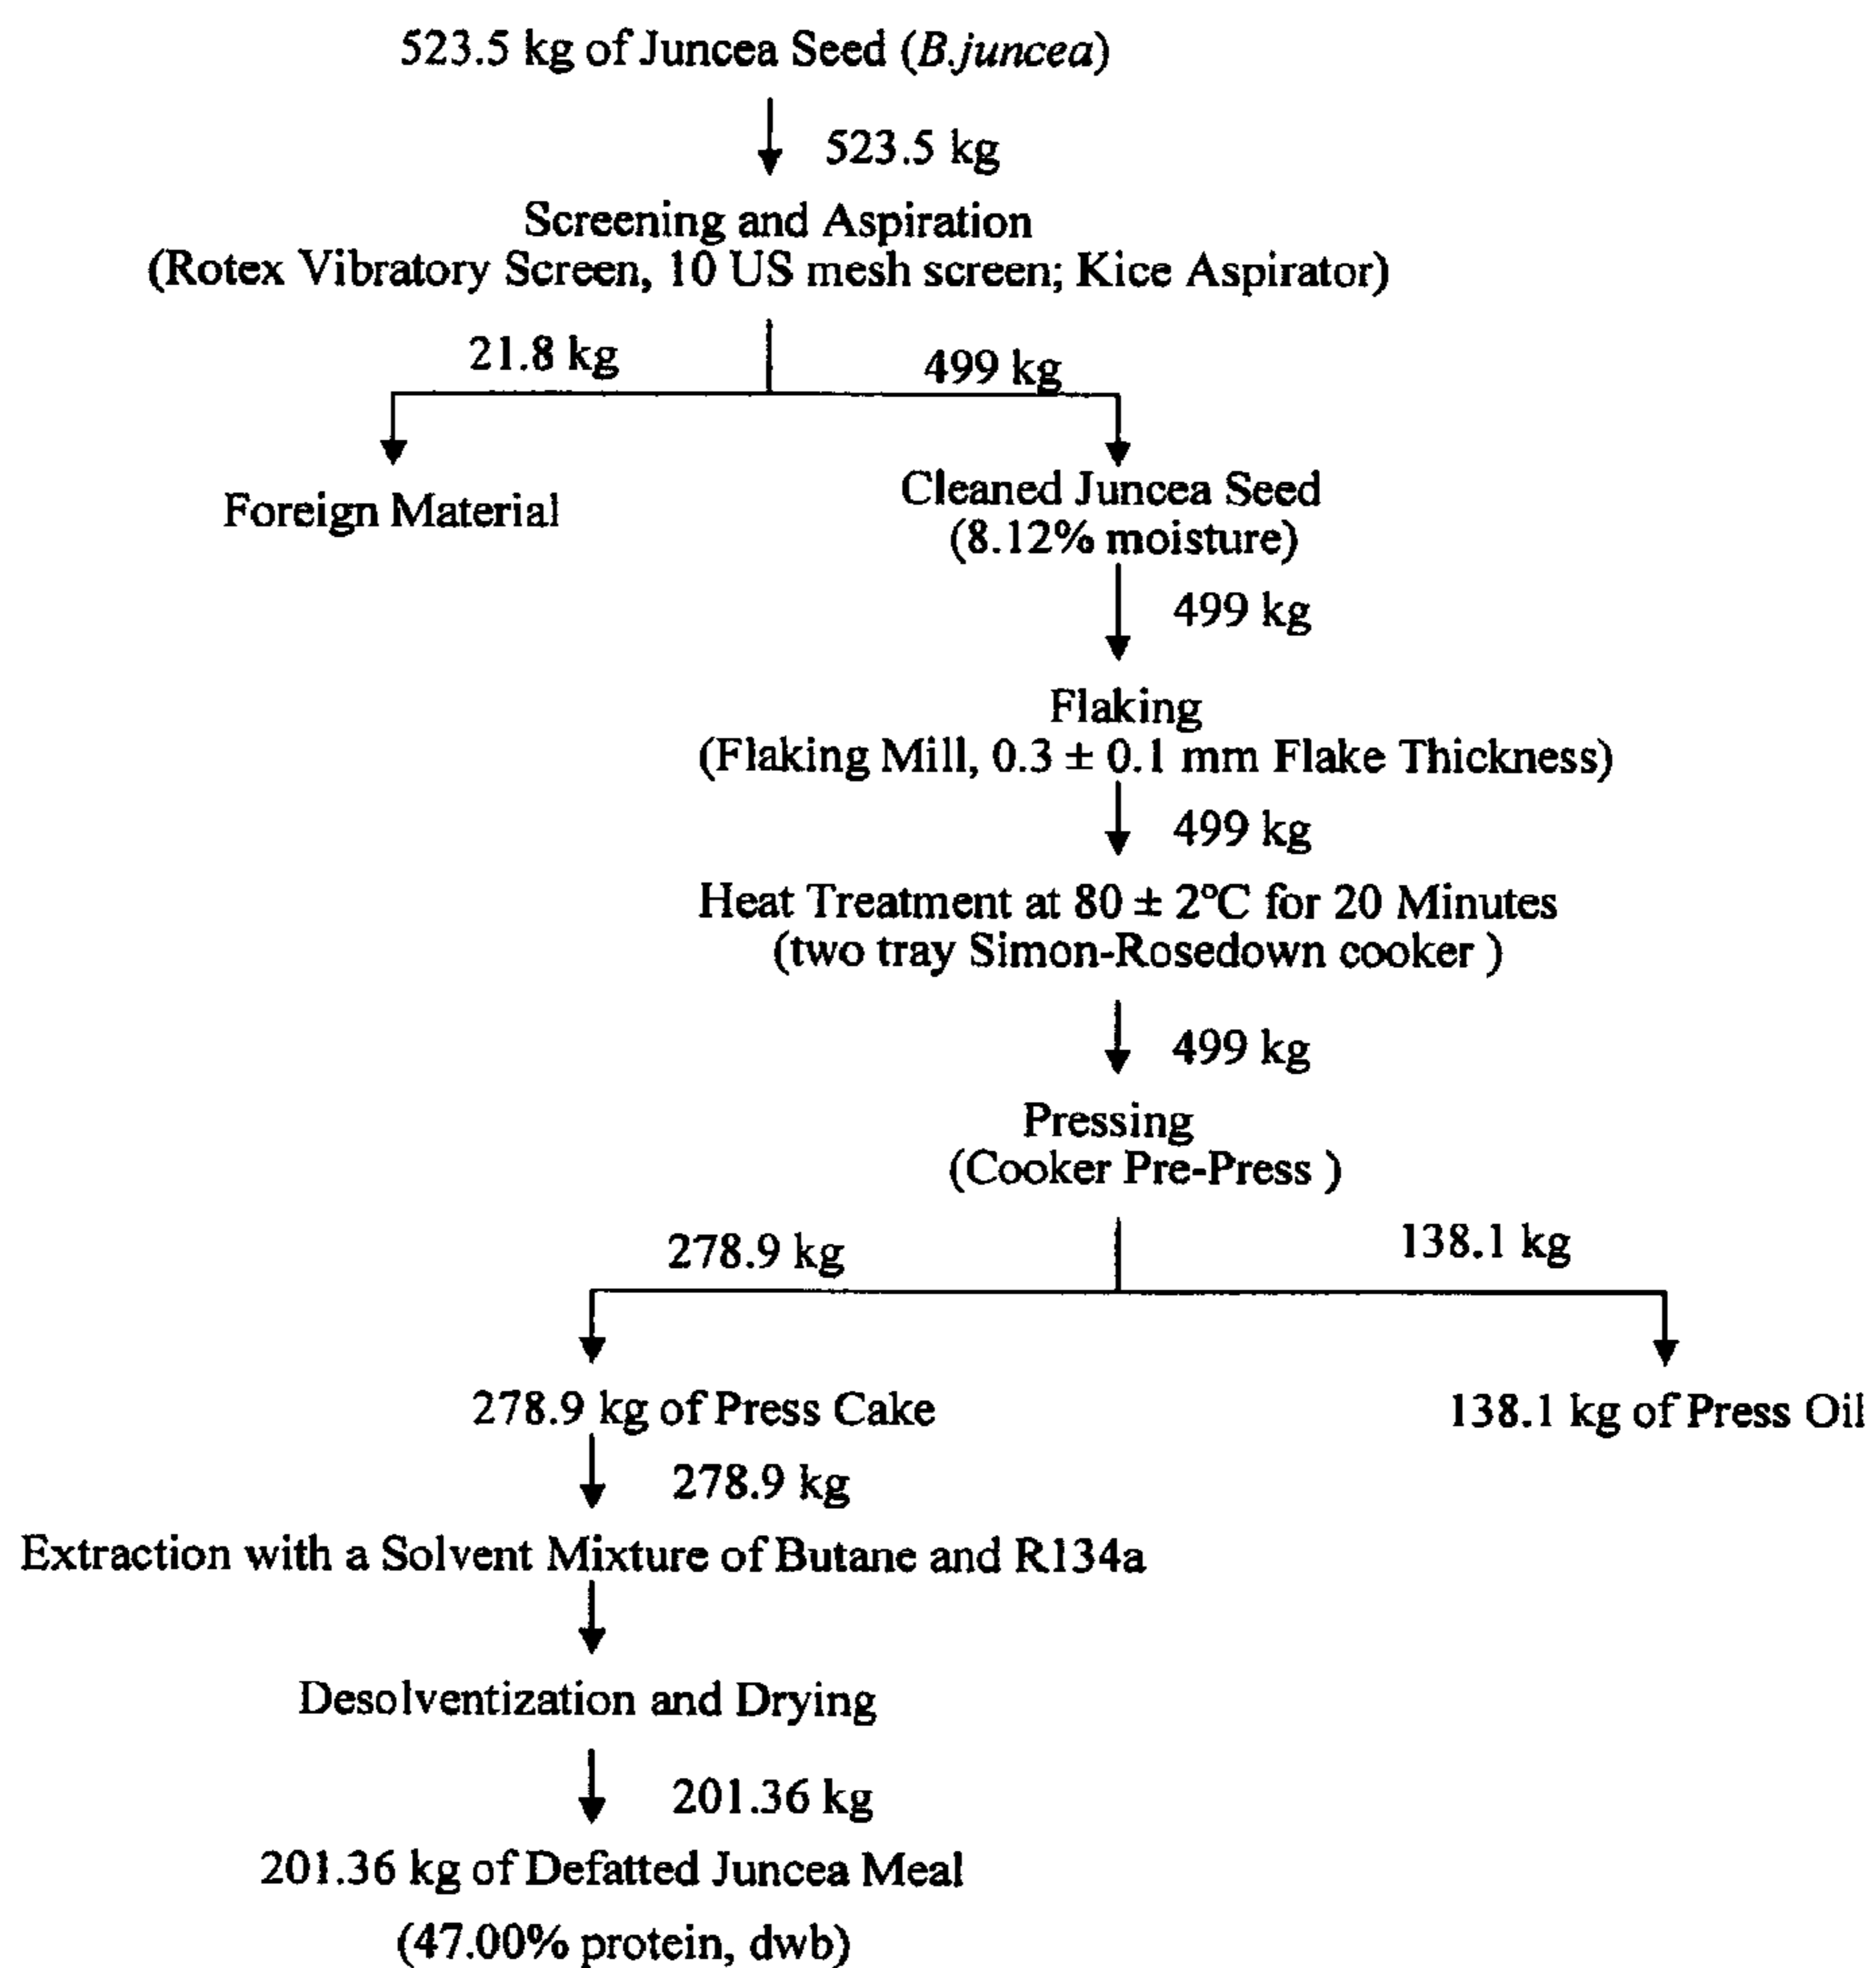 523.5 kg of Juncea Seed (B.juncea)
523.5 kg
Screening and Aspiration
(Rotex Vibratory Screen, 10 US mesh screen; Kice Aspirator)
21.8 kg
499 kg
Foreign Material
Cleaned Juncea Seed
(8.12% moisture)
499 kg
Flaking
(Flaking Mill, 0.3 ± 0.1 mm Flake Thickness)
499 kg
Heat Treatment at 80 ± 2ºC for 20 Minutes
(two tray Simon-Rosedown cooker )
499 kg
Pressing
(Cooker Pre-Press )
278.9 kg
138.1 kg
278.9 kg of Press Cake
138.1 kg of Press Oil
278.9 kg
Extraction with a Solvent Mixture of Butane and R134a
Desolventization and Drying
201.36 kg
201.36 kg of Defatted Juncea Meal
(47.00% protein, dwb)